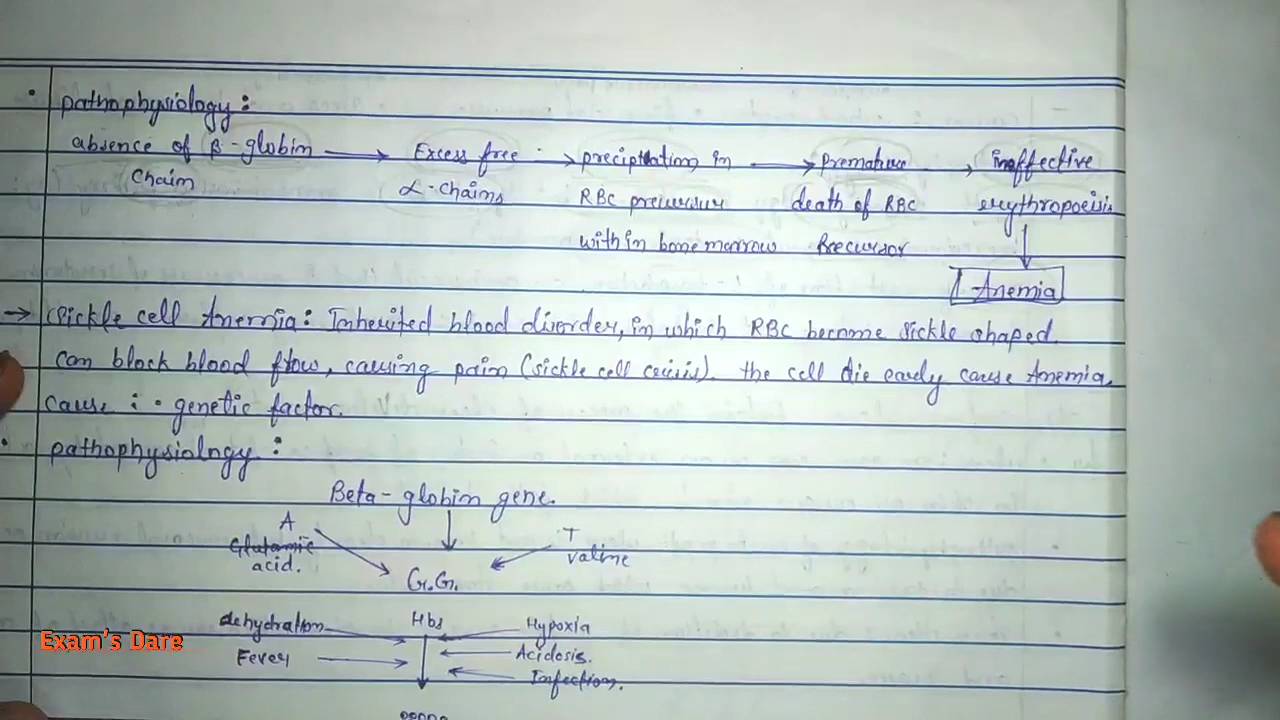 • pathophysiology:
absence of β-globin → Excess free → precipitation in → Premature → ineffective
Chain α-chains RBC precursur death of RBC erythropoeisis
within bone marrow Precursor
Anemia
→ Sickle cell Anemia: Inherited blood disorder, in which RBC become sickle shaped.
can block blood flow, causing pain (sickle cell crisis). the cell die early cause Anemia.
cause : • genetic factor.
• pathophysiology :
Beta-globin gene.
A T
Glutamic valine
acid.
G.G.
dehydration Hbs Hypoxia
Fever Acidosis.
Infection.
Exam's Dare